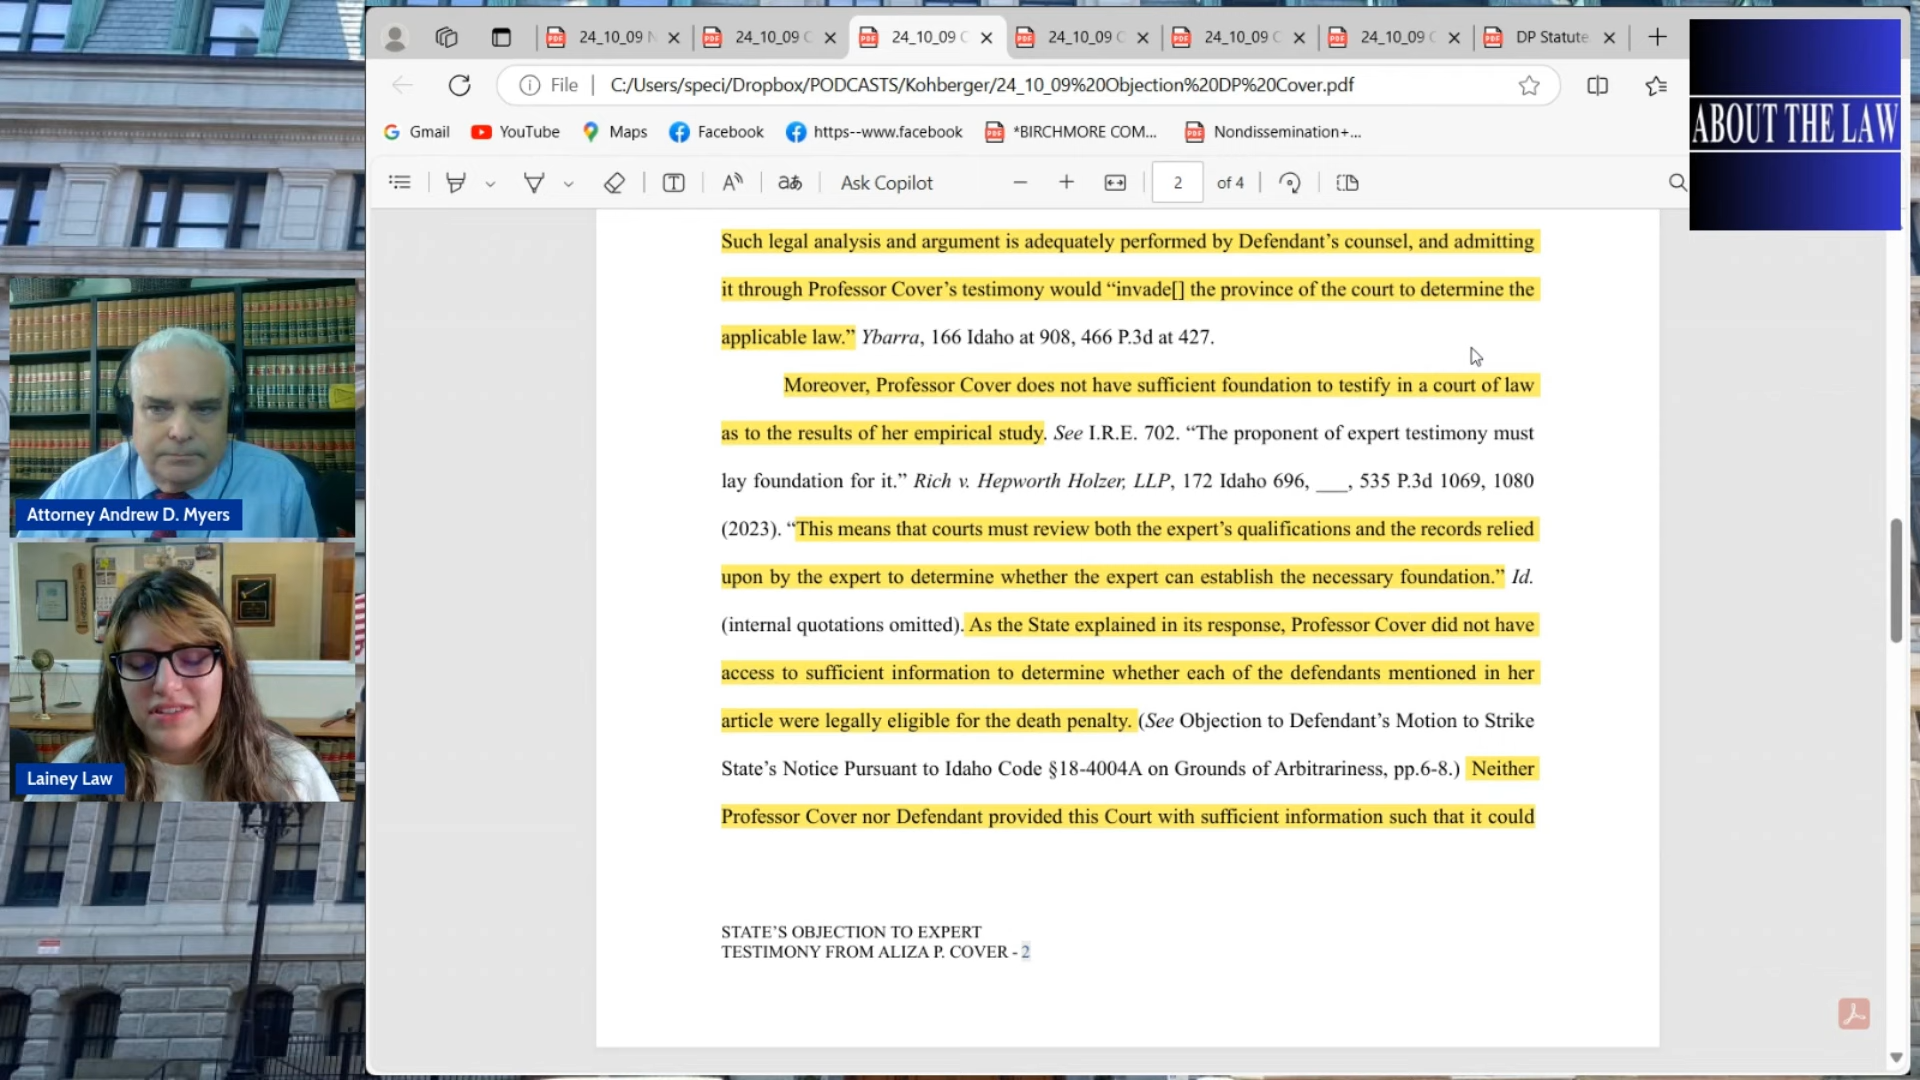 24_10_09 N
24_10_09 C
24_10_09 C
24_10_09 C
24_10_09 C
24_10_09 C
DP Statute
File
C:/Users/speci/Dropbox/PODCASTS/Kohberger/24_10_09%20Objection%20DP%20Cover.pdf
Gmail
YouTube
Maps
Facebook
https--www.facebook
*BIRCHMORE COM...
Nondissemination+...
Ask Copilot
2 of 4
ABOUT THE LAW
Such legal analysis and argument is adequately performed by Defendant's counsel, and admitting
it through Professor Cover's testimony would “invade[] the province of the court to determine the
applicable law.” Ybarra, 166 Idaho at 908, 466 P.3d at 427.
Moreover, Professor Cover does not have sufficient foundation to testify in a court of law
as to the results of her empirical study. See I.R.E. 702. “The proponent of expert testimony must
lay foundation for it.” Rich v. Hepworth Holzer, LLP, 172 Idaho 696, ___, 535 P.3d 1069, 1080
(2023). “This means that courts must review both the expert's qualifications and the records relied
upon by the expert to determine whether the expert can establish the necessary foundation.” Id.
(internal quotations omitted). As the State explained in its response, Professor Cover did not have
access to sufficient information to determine whether each of the defendants mentioned in her
article were legally eligible for the death penalty. (See Objection to Defendant's Motion to Strike
State's Notice Pursuant to Idaho Code §18-4004A on Grounds of Arbitrariness, pp.6-8.) Neither
Professor Cover nor Defendant provided this Court with sufficient information such that it could
STATE'S OBJECTION TO EXPERT
TESTIMONY FROM ALIZA P. COVER - 2
Attorney Andrew D. Myers
Lainey Law